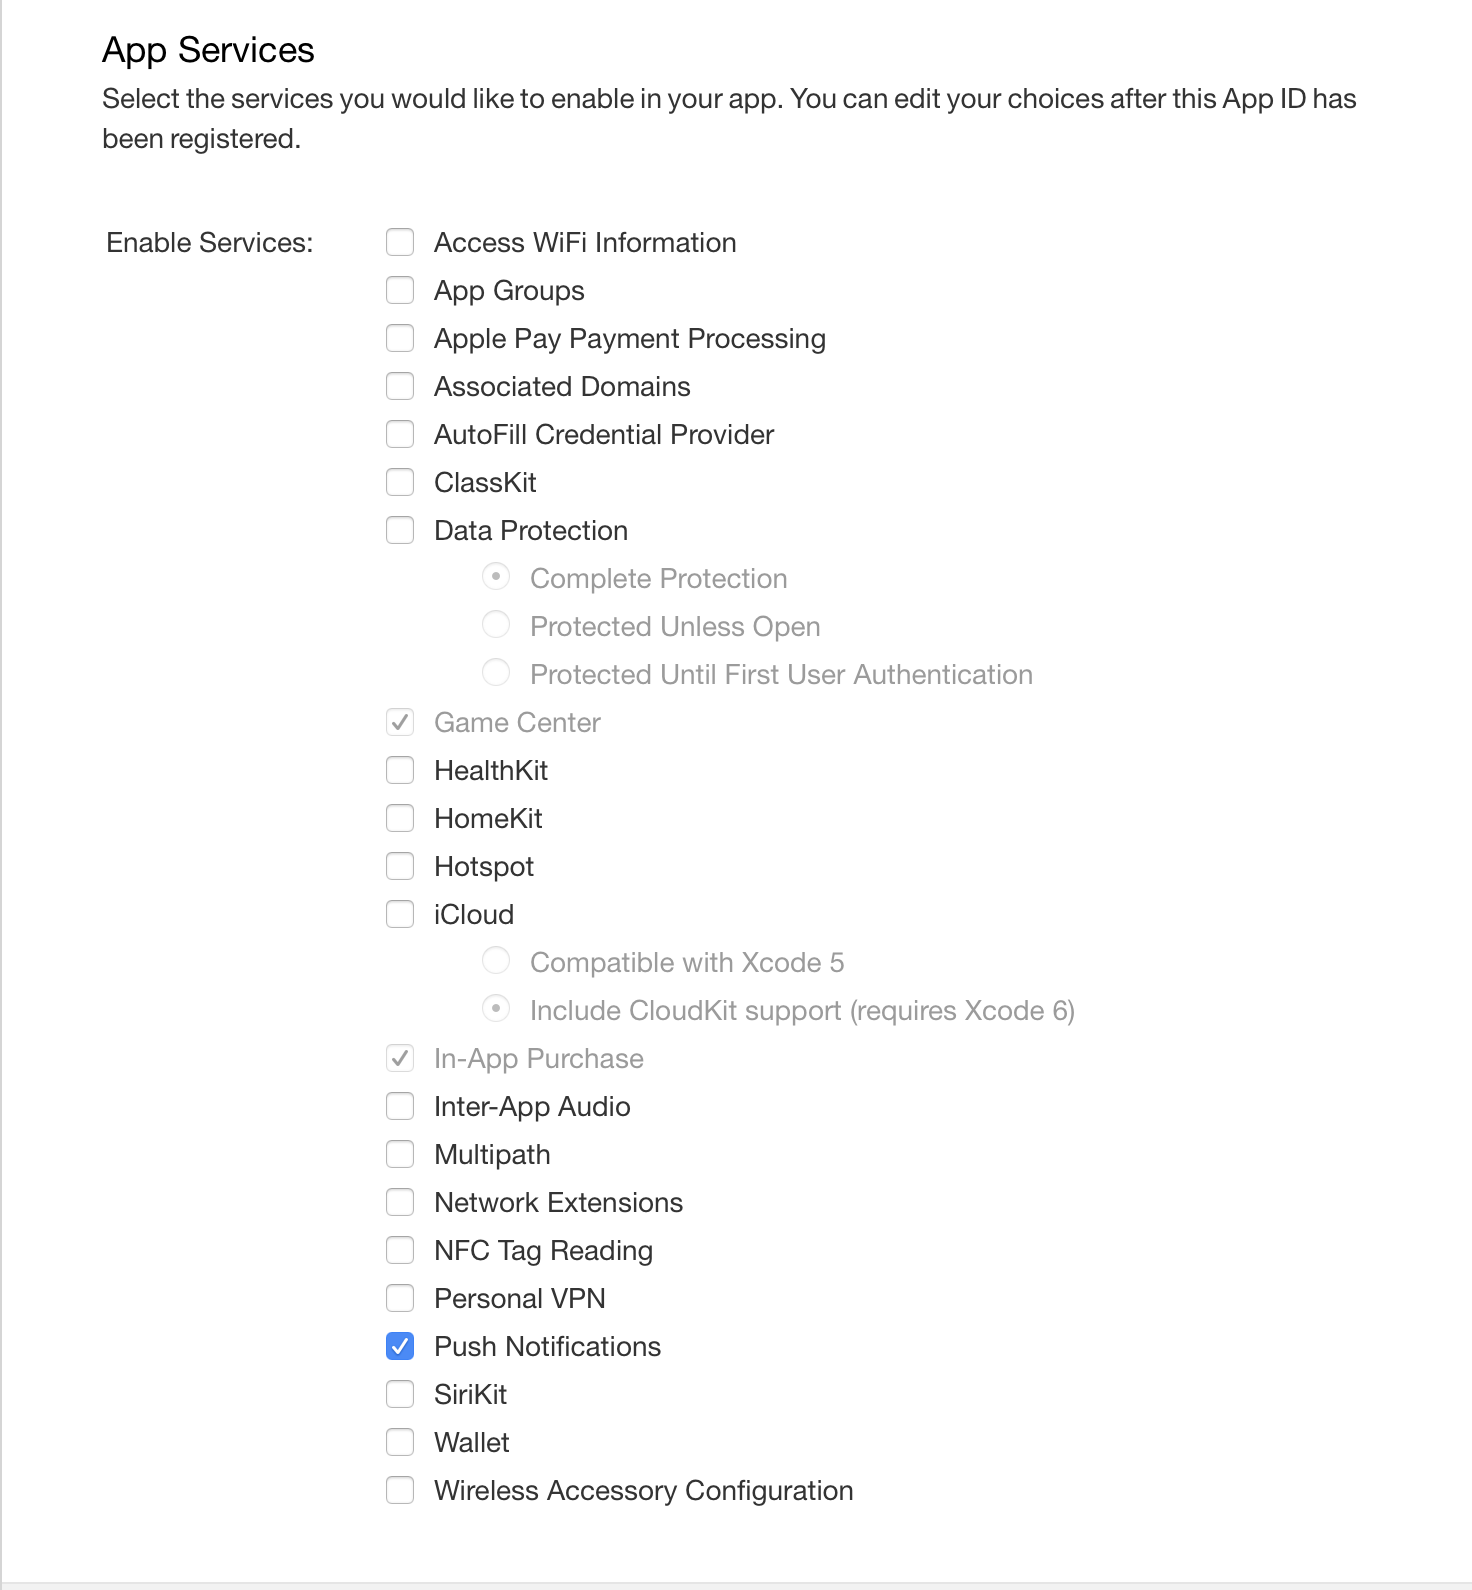 App Services
Select the services you would like to enable in your app. You can edit your choices after this App ID has
been registered.
Enable Services:
Access WiFi Information
App Groups
Apple Pay Payment Processing
Associated Domains
AutoFill Credential Provider
ClassKit
Data Protection
Complete Protection
Protected Unless Open
Protected Until First User Authentication
Game Center
HealthKit
HomeKit
Hotspot
iCloud
Compatible with Xcode 5
Include CloudKit support (requires Xcode 6)
In-App Purchase
Inter-App Audio
Multipath
Network Extensions
NFC Tag Reading
Personal VPN
Push Notifications
SiriKit
Wallet
Wireless Accessory Configuration